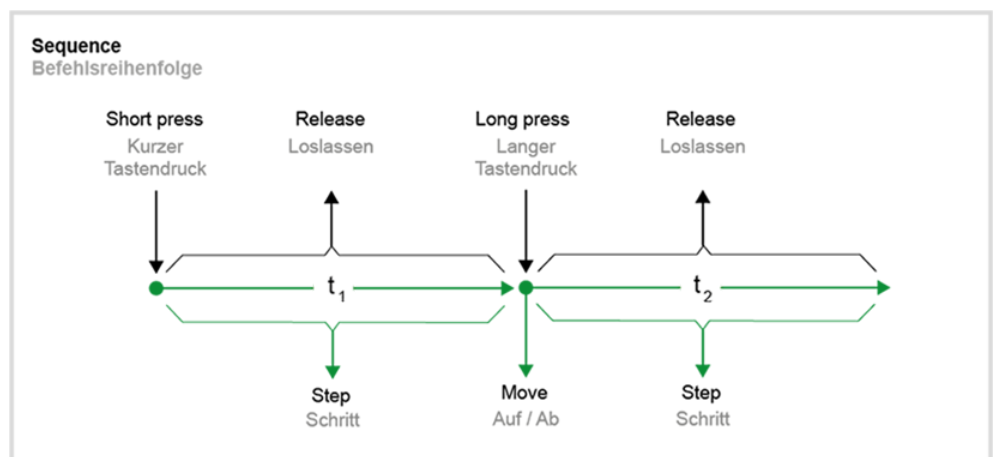 Sequence
Befehlsreihenfolge
Short press
Kurzer
Tastendruck
Release
Loslassen
Long press
Langer
Tastendruck
Release
Loslassen
t1
t2
Step
Schritt
Move
Auf / Ab
Step
Schritt